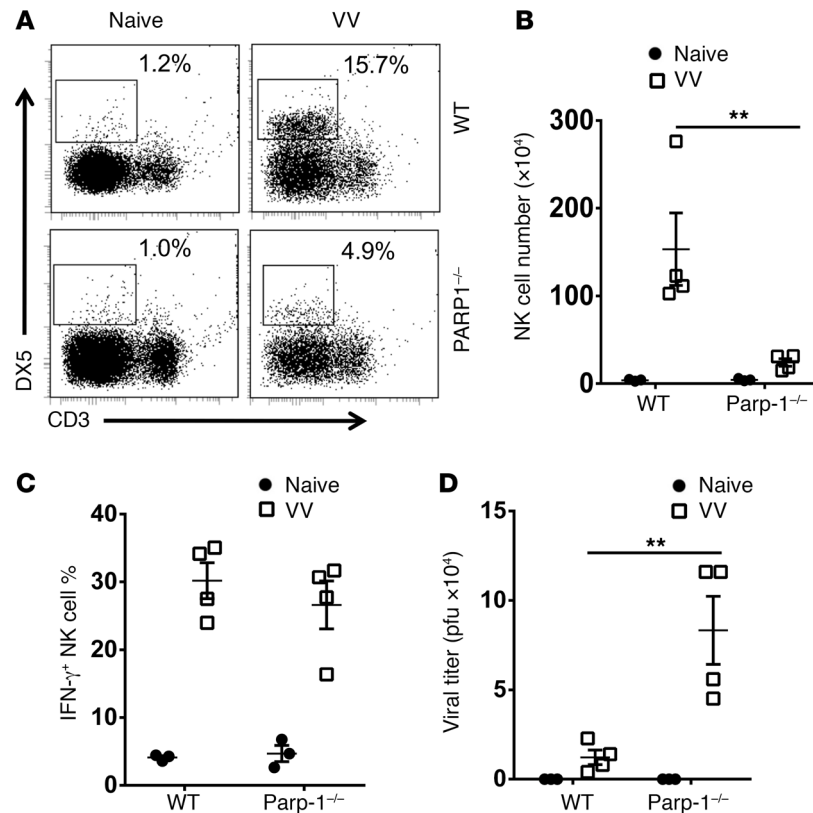 A
Naive
VV
1.2%
15.7%
WT
1.0%
4.9%
PARP1⁻/⁻
DX5
CD3
B
Naive
VV
**
300
200
100
0
NK cell number (×10⁴)
WT
Parp-1⁻/⁻
C
Naive
VV
40
30
20
10
0
IFN-γ⁺ NK cell %
WT
Parp-1⁻/⁻
D
Naive
VV
**
15
10
5
0
Viral titer (pfu ×10⁴)
WT
Parp-1⁻/⁻